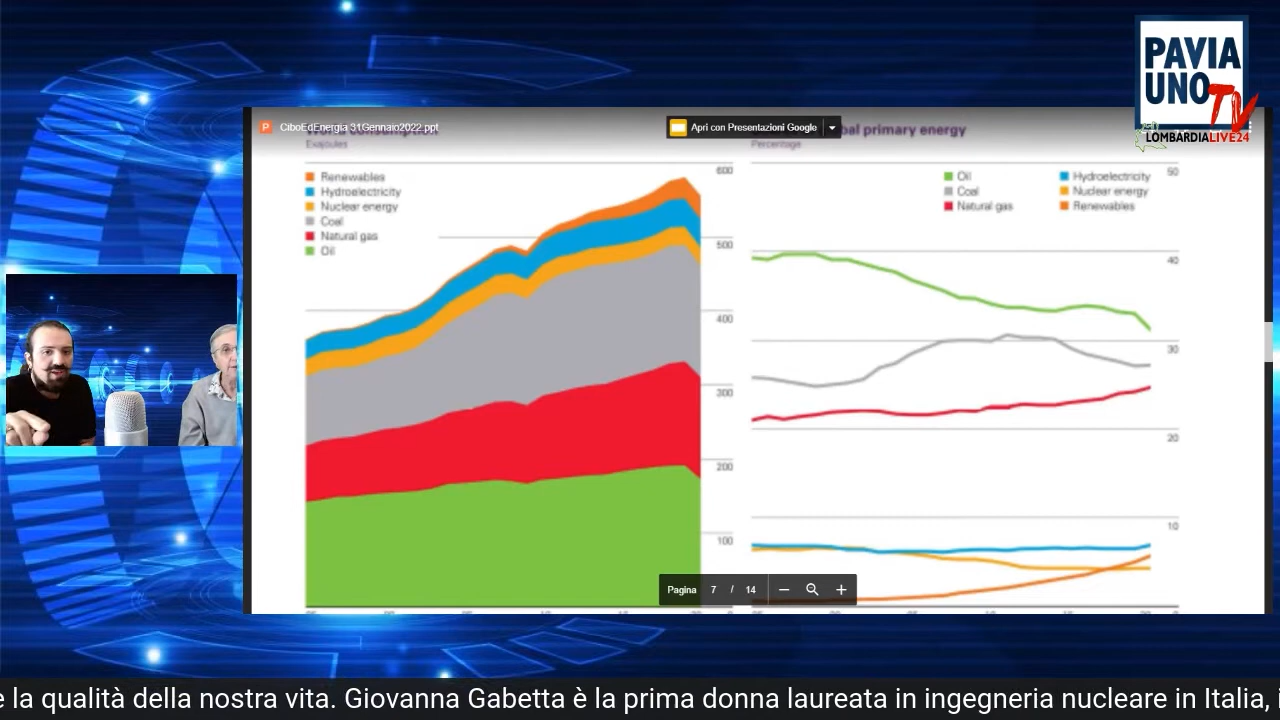 PAVIA
UNO TV
LOMBARDIALIVE24
CiboEdEnergia 31Gennaio2022.ppt
Apri con Presentazioni Google
primary energy
Exajoules
Percentage
Renewables
Hydroelectricity
Nuclear energy
Coal
Natural gas
Oil
600
500
400
300
200
100
Oil
Coal
Natural gas
Hydroelectricity
Nuclear energy
Renewables
50
40
30
20
10
Pagina 7 / 14
e la qualità della nostra vita. Giovanna Gabetta è la prima donna laureata in ingegneria nucleare in Italia,